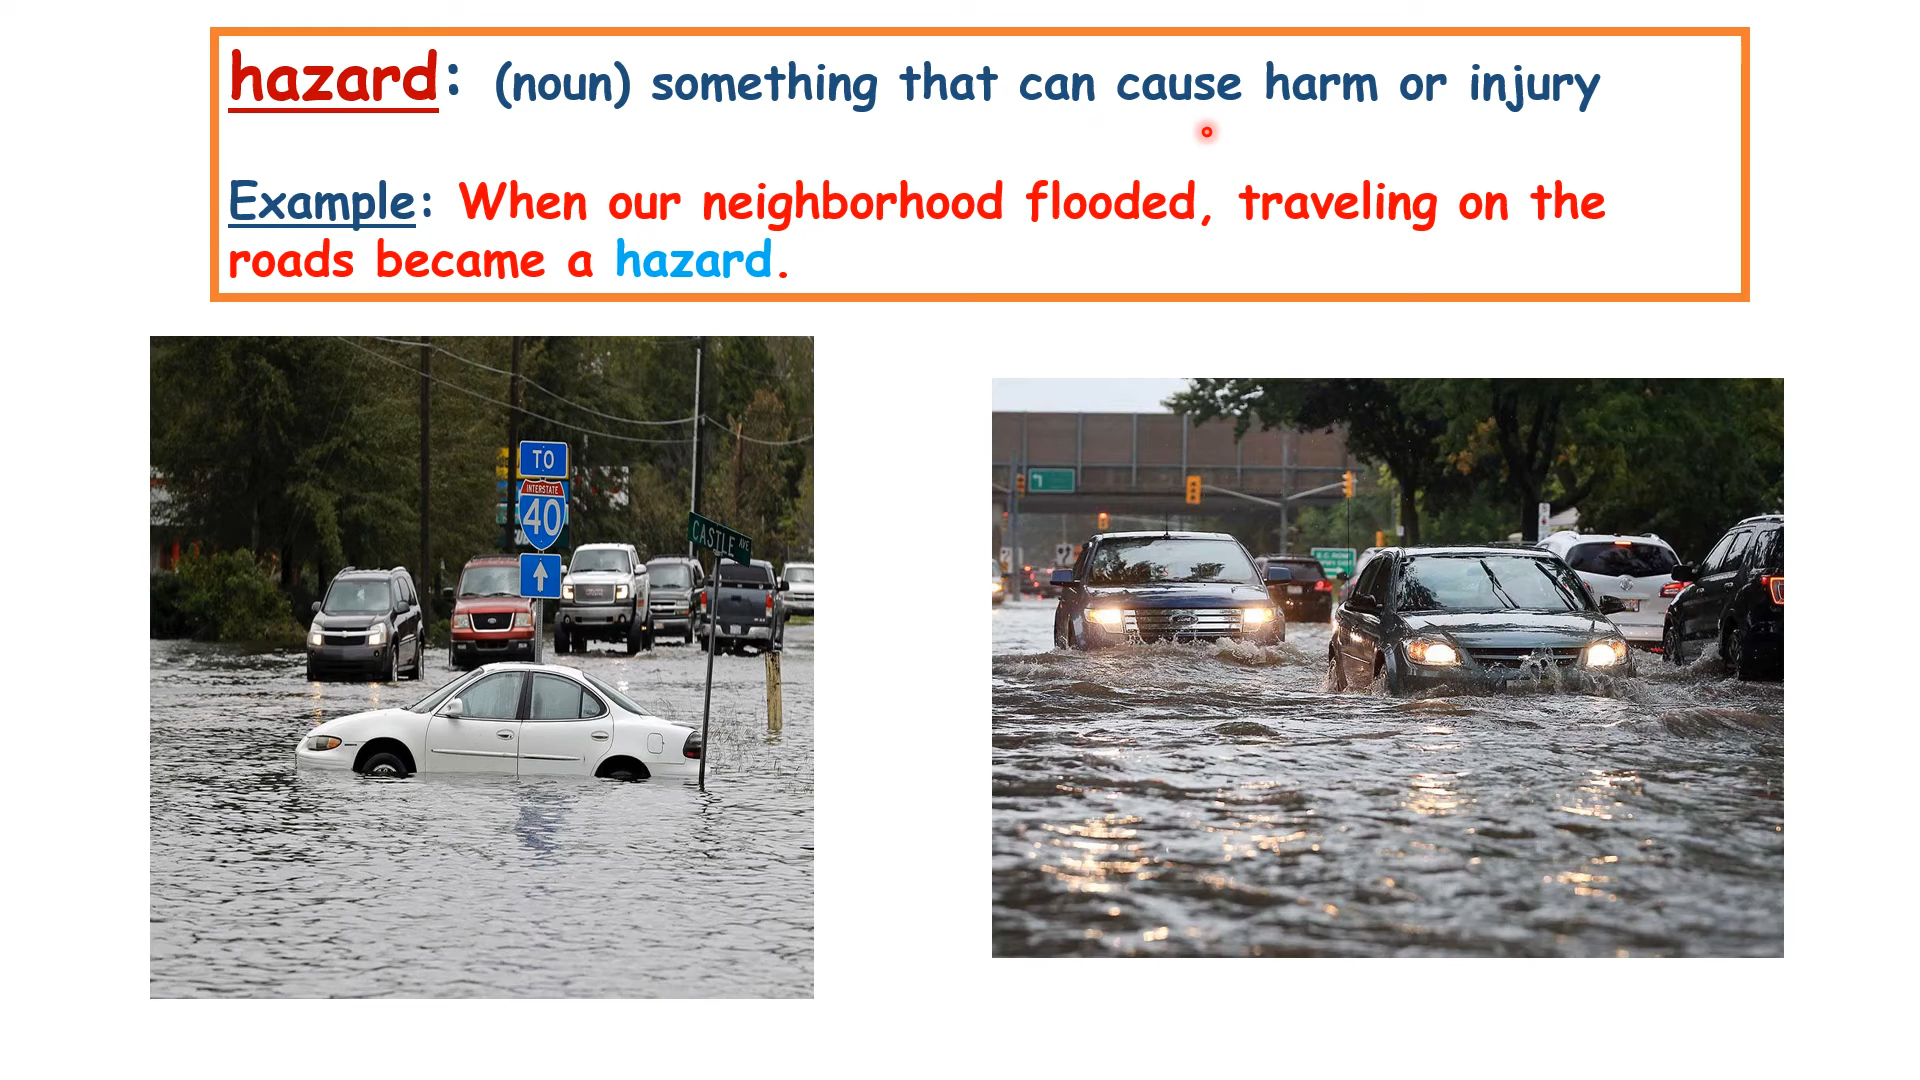 hazard: (noun) something that can cause harm or injury
Example: When our neighborhood flooded, traveling on the
roads became a hazard.
TO
INTERSTATE
40
CASTLE AVE